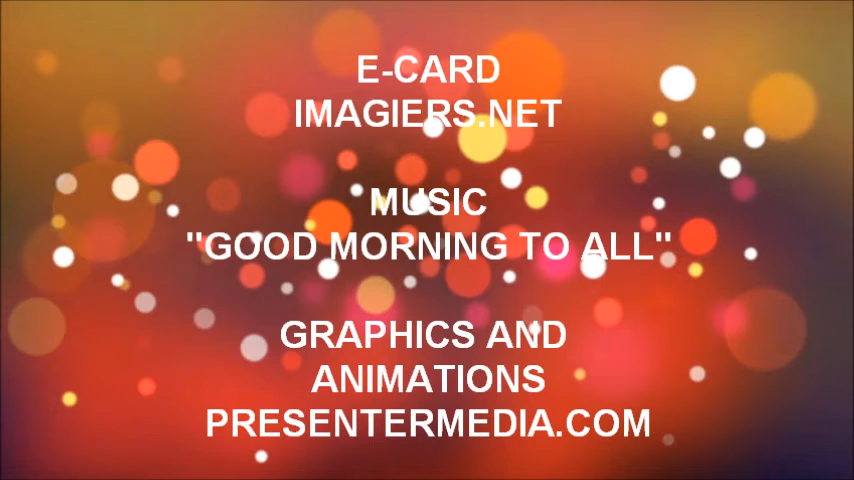 E-CARD
IMAGIERS.NET
MUSIC
"GOOD MORNING TO ALL"
GRAPHICS AND
ANIMATIONS
PRESENTERMEDIA.COM